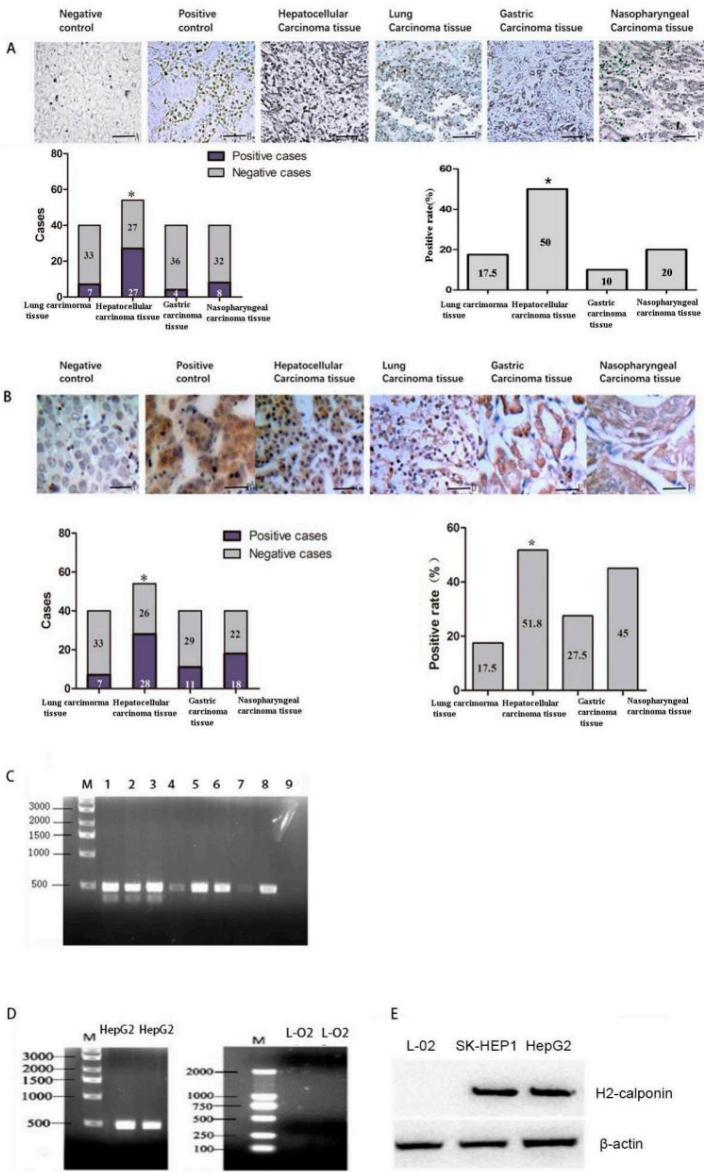 Negative control
Positive control
Hepatocellular Carcinoma tissue
Lung Carcinoma tissue
Gastric Carcinoma tissue
Nasopharyngeal Carcinoma tissue
A
Positive cases
Negative cases
Cases
80
60
40
20
0
33
7
*
27
27
36
4
32
8
Lung carcimorma tissue
Hepatocellular carcinoma tissue
Gastric carcinoma tissue
Nasopharyngeal carcinoma tissue
Positive rate(%)
60
40
20
0
17.5
*
50
10
20
Lung carcimorma tissue
Hepatocellular carcinoma tissue
Gastric carcinoma tissue
Nasopharyngeal carcinoma tissue
Negative control
Positive control
Hepatocellular Carcinoma tissue
Lung Carcinoma tissue
Gastric Carcinoma tissue
Nasopharyngeal Carcinoma tissue
B
Positive cases
Negative cases
Cases
80
60
40
20
0
33
7
*
26
28
29
11
22
18
Lung carcimorma tissue
Hepatocellular carcinoma tissue
Gastric carcinoma tissue
Nasopharyngeal carcinoma tissue
Positive rate (%)
60
40
20
0
17.5
*
51.8
27.5
45
Lung carcimorma tissue
Hepatocellular carcinoma tissue
Gastric carcinoma tissue
Nasopharyngeal carcinoma tissue
C
M 1 2 3 4 5 6 7 8 9
3000
2000
1500
1000
500
D
M HepG2 HepG2
3000
2000
1500
1000
500
M L-O2 L-O2
2000
1000
750
500
250
100
E
L-02 SK-HEP1 HepG2
H2-calponin
β-actin